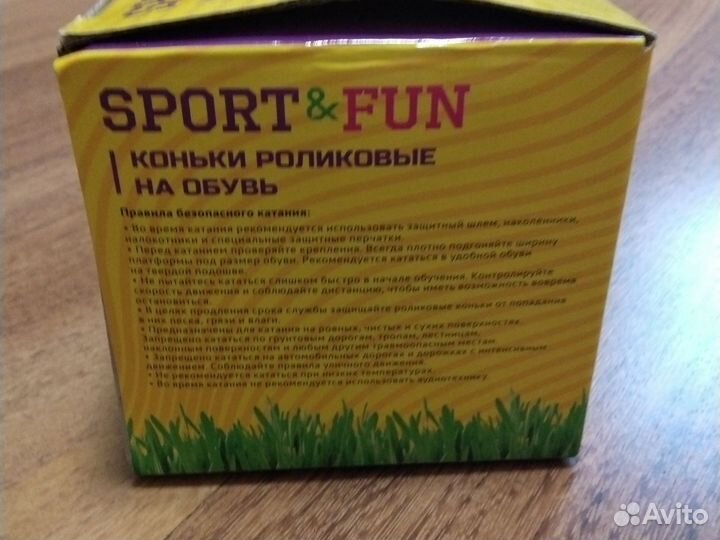 SPORT & FUN
КОНЬКИ РОЛИКОВЫЕ
НА ОБУВЬ
Правила безопасного катания:
• Во время катания рекомендуется использовать защитный шлем, наколенники,
налокотники и специальные защитные перчатки.
• Перед катанием проверяйте крепления. Всегда плотно подгоняйте ширину
платформы под размер обуви. Рекомендуется кататься в удобной обуви
на твердой подошве.
• Не пытайтесь кататься слишком быстро в начале обучения. Контролируйте
скорость движения и соблюдайте дистанцию, чтобы иметь возможность вовремя
остановиться.
• В целях продления срока службы защищайте роликовые коньки от попадания
в них песка, грязи и влаги.
• Предназначены для катания на ровных, чистых и сухих поверхностях.
Запрещено кататься по грунтовым дорогам, тропам, лестницам,
наклонным поверхностям и любым другим травмоопасным местам.
• Запрещено кататься на автомобильных дорогах и дорожках с интенсивным
движением. Соблюдайте правила уличного движения.
• Не рекомендуется кататься при низких температурах.
• Во время катания не рекомендуется использовать аудиотехнику.
Avito